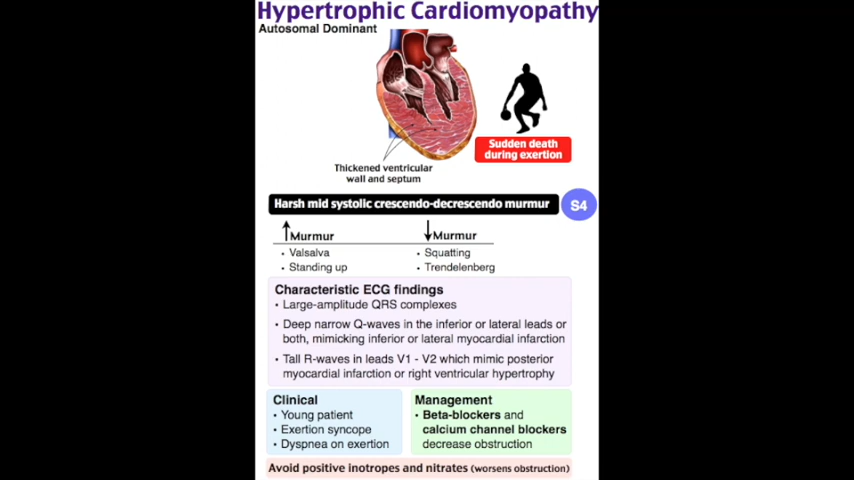 Hypertrophic Cardiomyopathy
Autosomal Dominant
Sudden death
during exertion
Thickened ventricular
wall and septum
Harsh mid systolic crescendo-decrescendo murmur
S4
↑Murmur
• Valsalva
• Standing up
↓Murmur
• Squatting
• Trendelenberg
Characteristic ECG findings
• Large-amplitude QRS complexes
• Deep narrow Q-waves in the inferior or lateral leads or
both, mimicking inferior or lateral myocardial infarction
• Tall R-waves in leads V1 - V2 which mimic posterior
myocardial infarction or right ventricular hypertrophy
Clinical
• Young patient
• Exertion syncope
• Dyspnea on exertion
Management
• Beta-blockers and
calcium channel blockers
decrease obstruction
Avoid positive inotropes and nitrates (worsens obstruction)